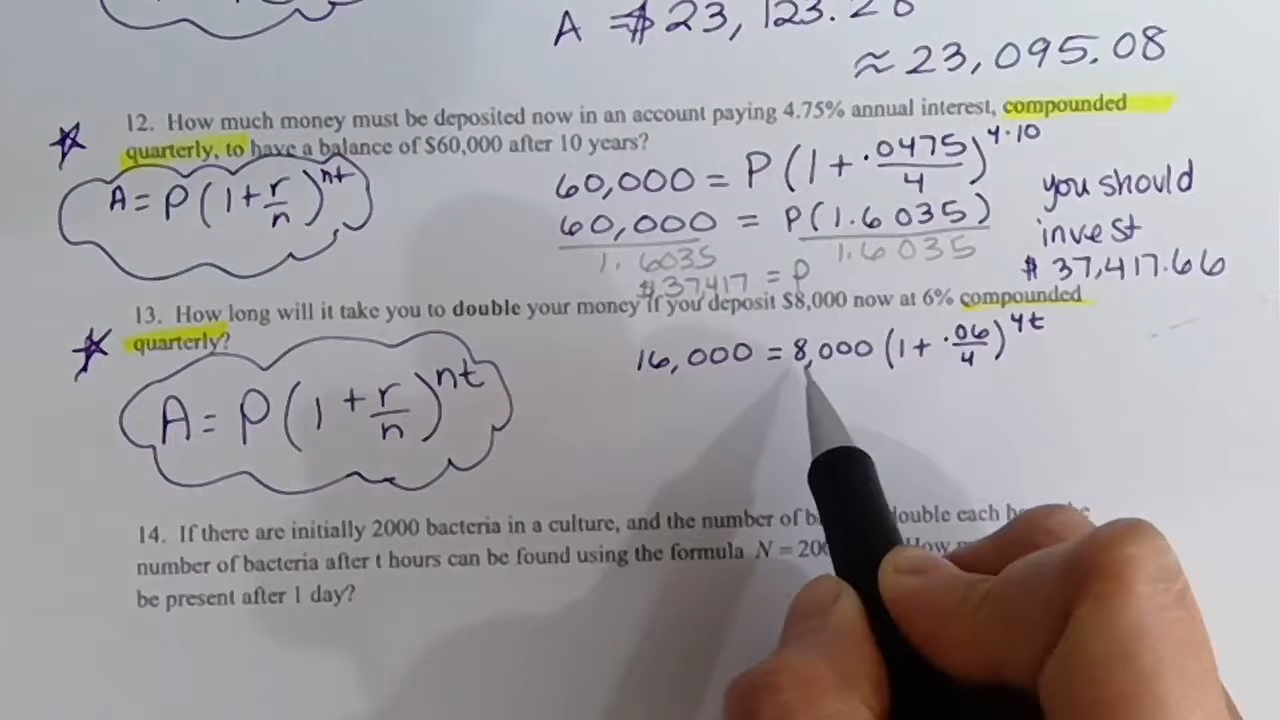 A = $23,123.28
≈ 23,095.08
12. How much money must be deposited now in an account paying 4.75% annual interest, compounded
quarterly, to have a balance of $60,000 after 10 years?
A = P(1+r/n)^nt
60,000 = P(1+.0475/4)^4·10
60,000 = P(1.6035)
1.6035 1.6035
$37,417 = P
you should
invest
$37,417.66
13. How long will it take you to double your money if you deposit $8,000 now at 6% compounded
quarterly?
A = P(1+r/n)^nt
16,000 = 8,000(1+.06/4)^4t
14. If there are initially 2000 bacteria in a culture, and the number of double each
number of bacteria after t hours can be found using the formula N = How
be present after 1 day?